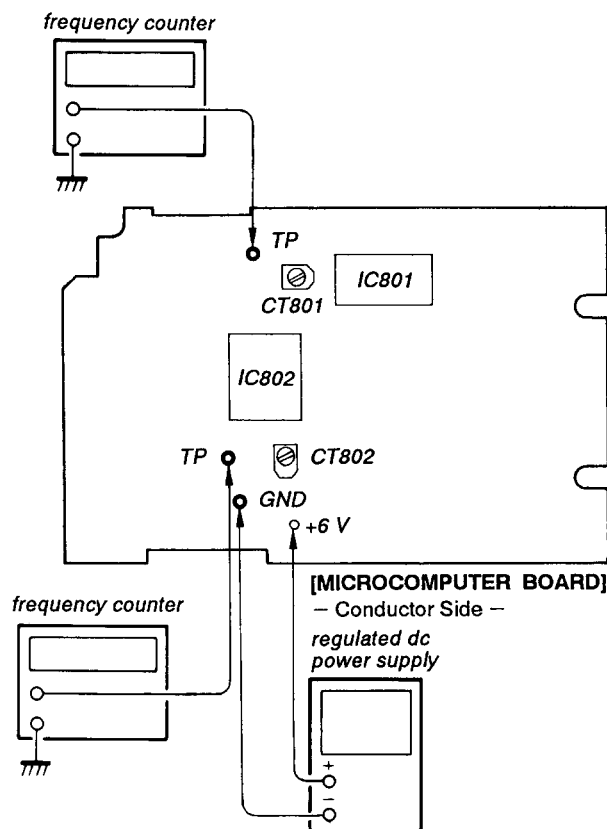 frequency counter
TP
CT801
IC801
IC802
TP
CT802
GND
+6 V
[MICROCOMPUTER BOARD]
– Conductor Side –
frequency counter
regulated dc
power supply
+
–